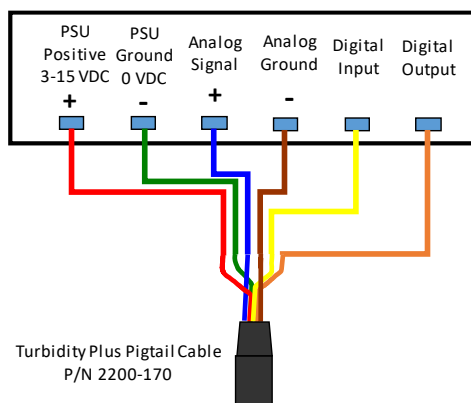 PSU
Positive
3-15 VDC
+
PSU
Ground
0 VDC
-
Analog
Signal
+
Analog
Ground
-
Digital
Input
Digital
Output
Turbidity Plus Pigtail Cable
P/N 2200-170